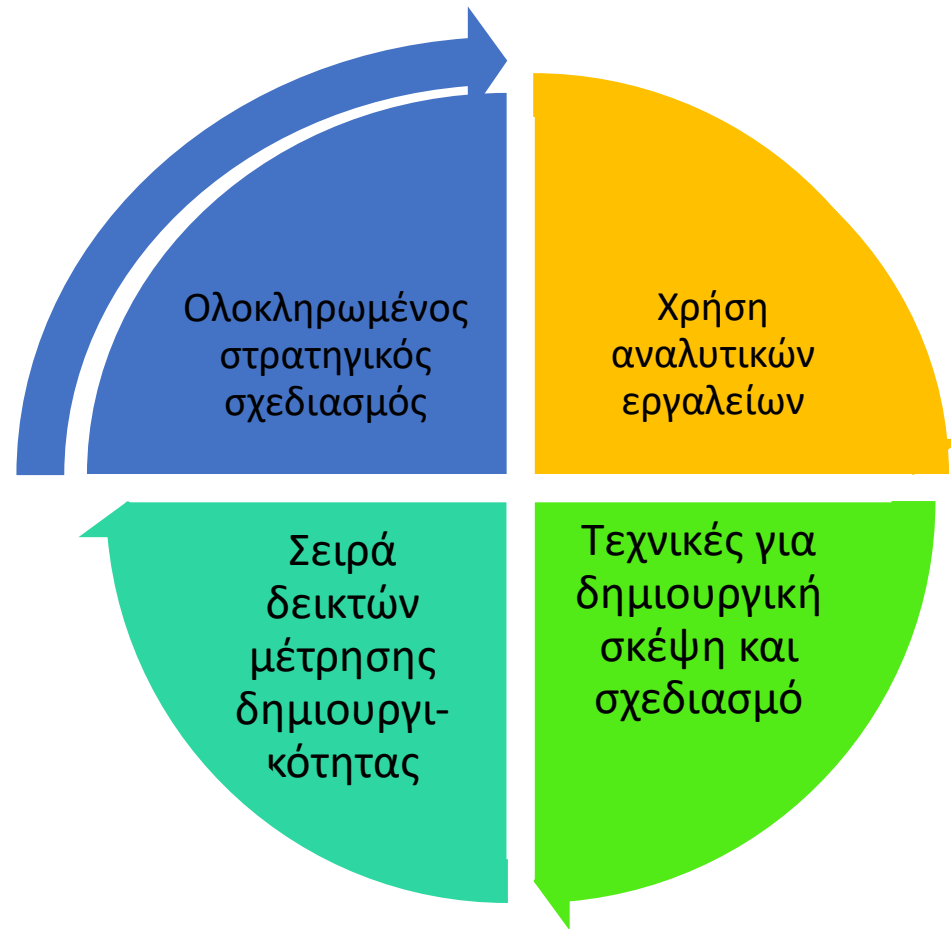 Ολοκληρωμένος
στρατηγικός
σχεδιασμός
Χρήση
αναλυτικών
εργαλείων
Τεχνικές για
δημιουργική
σκέψη και
σχεδιασμό
Σειρά
δεικτών
μέτρησης
δημιουργι-
κότητας